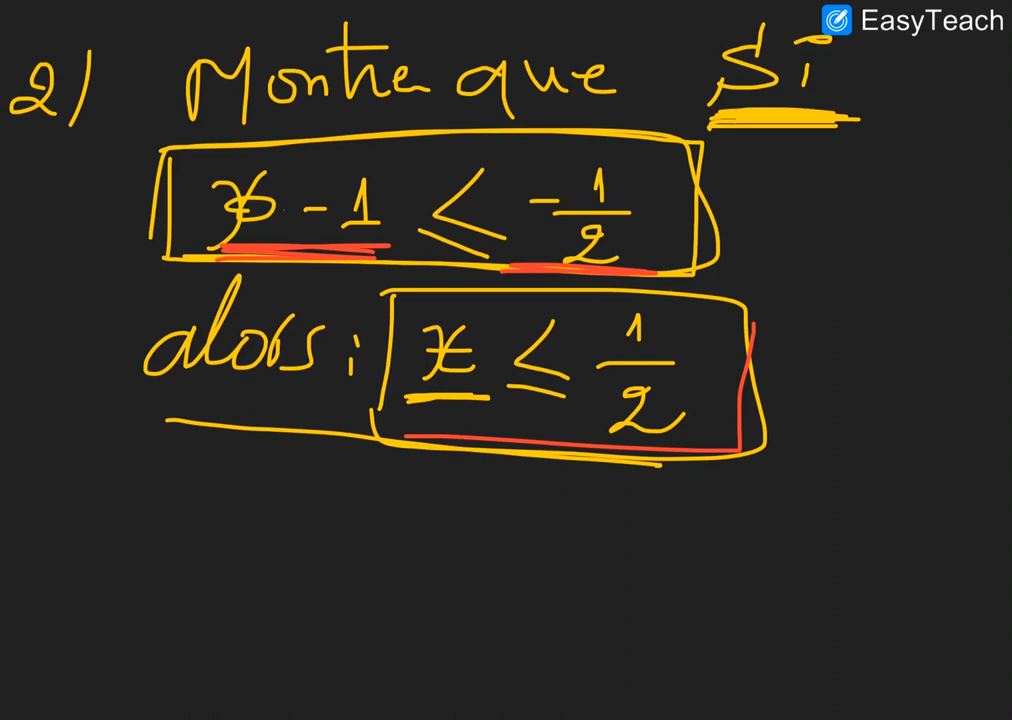 EasyTeach
2) Montre que Si
x - 1 ≤ - 1/2
alors : x ≤ 1/2